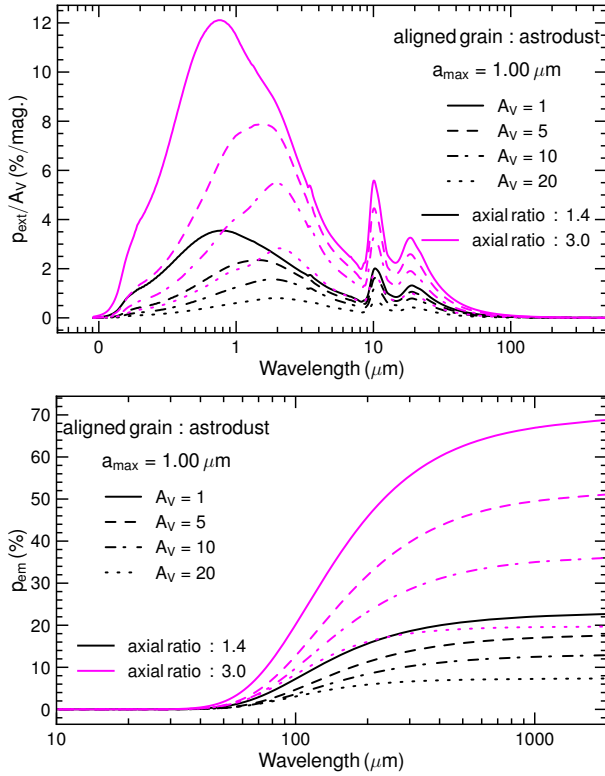 12
10
8
6
4
2
0
p_ext/A_V (%/mag.)
aligned grain : astrodust
a_max = 1.00 μm
A_V = 1
A_V = 5
A_V = 10
A_V = 20
axial ratio : 1.4
axial ratio : 3.0
0 1 10 100
Wavelength (μm)
70
60
50
40
30
20
10
0
p_em (%)
aligned grain : astrodust
a_max = 1.00 μm
A_V = 1
A_V = 5
A_V = 10
A_V = 20
axial ratio : 1.4
axial ratio : 3.0
10 100 1000
Wavelength (μm)